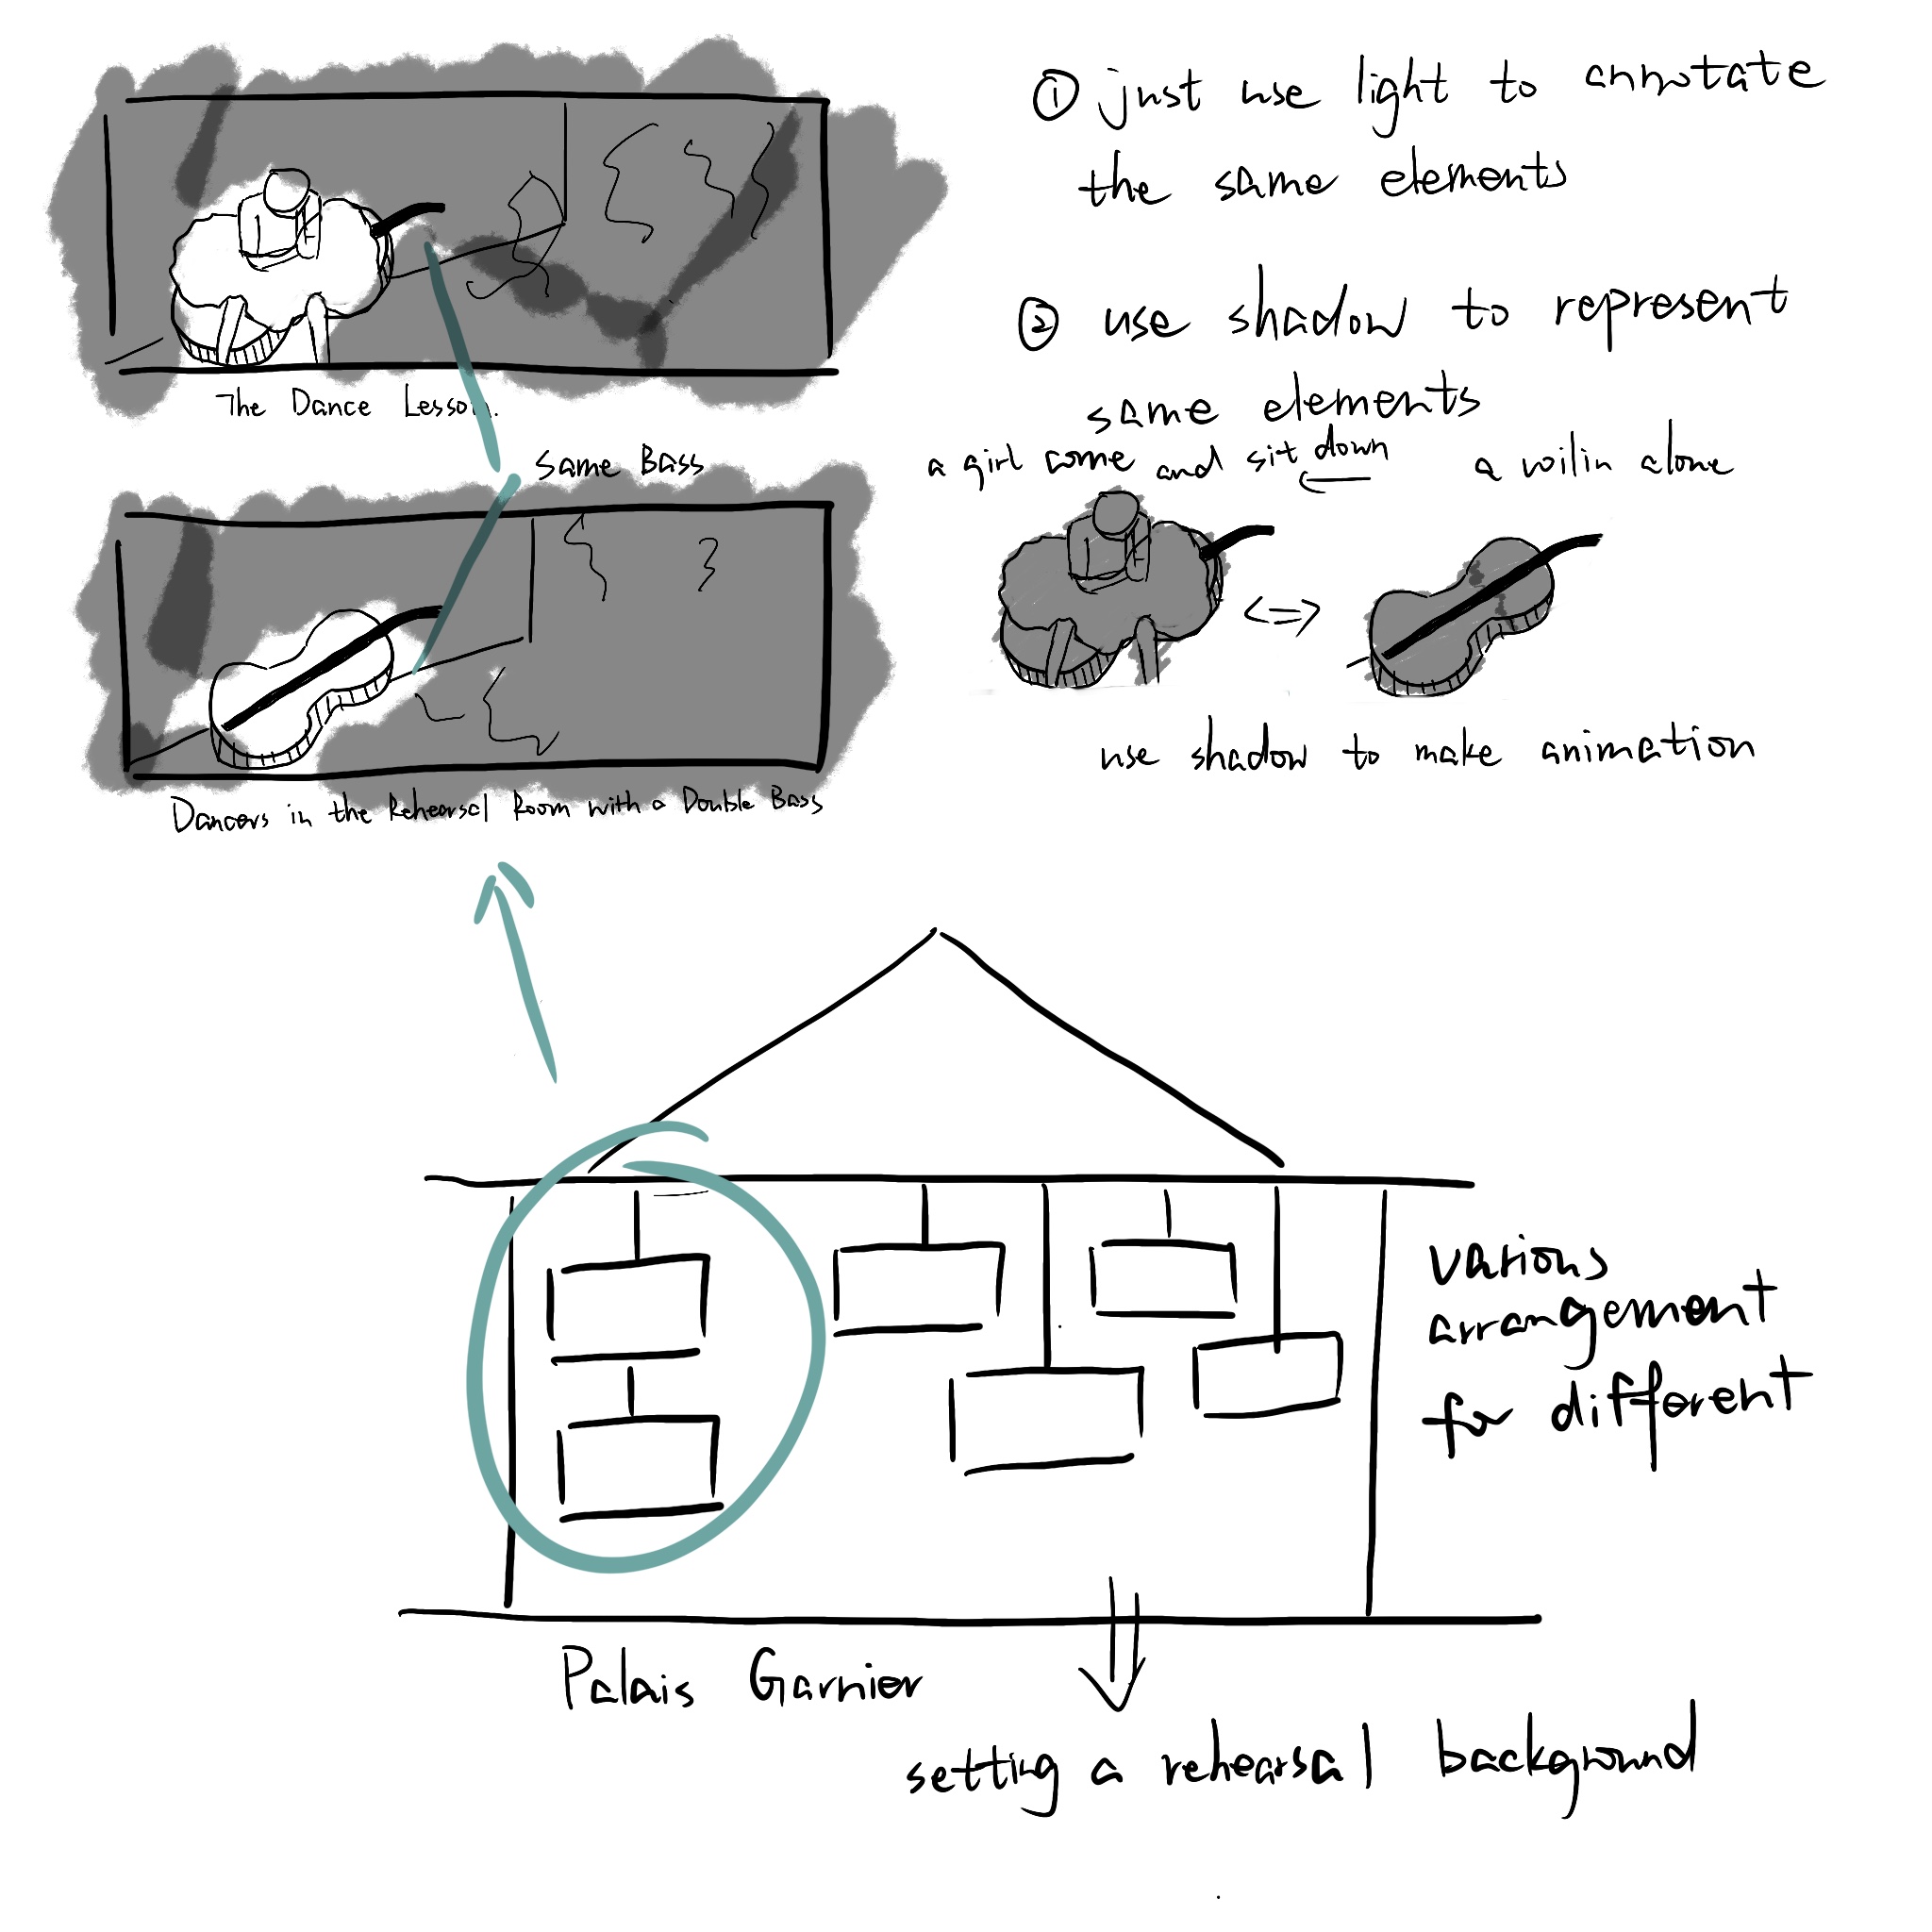 ① just use light to annotate
the same elements
② use shadow to represent
same elements
a girl come and sit down
a voilin alone
use shadow to make animation
The Dance Lesson.
same Bass
Dancers in the Rehearsal Room with a Double Bass
various
arrangement
for different
Palais Garnier
setting a rehearsal background